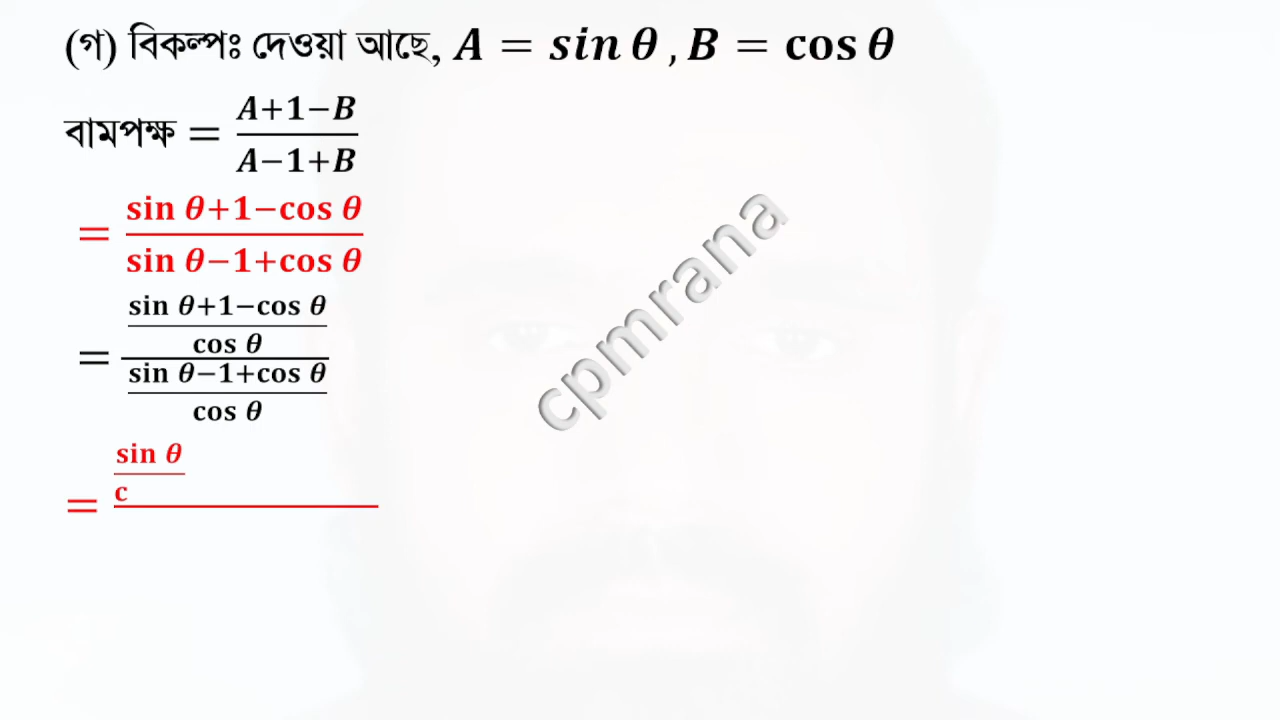 (গ) বিকল্পঃ দেওয়া আছে, A = sin θ , B = cos θ
বামপক্ষ = A+1−B
A−1+B
= sin θ+1−cos θ
sin θ−1+cos θ
sin θ+1−cos θ
cos θ
=
sin θ−1+cos θ
cos θ
sin θ
c
=
cpmrana